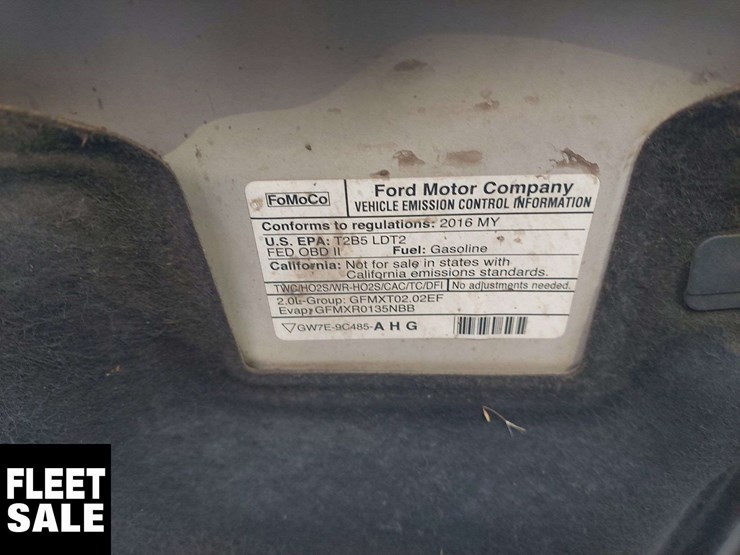 FoMoCo
Ford Motor Company
VEHICLE EMISSION CONTROL INFORMATION
Conforms to regulations: 2016 MY
U.S. EPA: T2B5 LDT2
FED OBD II Fuel: Gasoline
California: Not for sale in states with
California emissions standards.
TWC/HO2S/WR-HO2S/CAC/TC/DFI No adjustments needed.
2.0L-Group: GFMXT02.02EF
Evap: GFMXR0135NBB
GW7E-9C485-AHG
FLEET
SALE